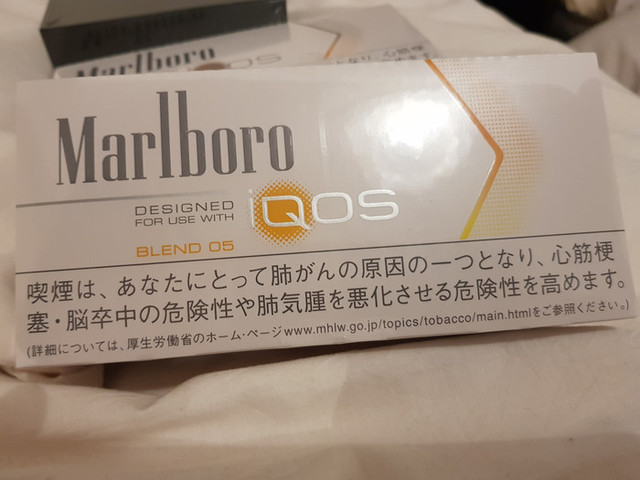 Marlboro
Marlboro
DESIGNED
FOR USE WITH
iQOS
BLEND 05
喫煙は、あなたにとって肺がんの原因の一つとなり、心筋梗
塞・脳卒中の危険性や肺気腫を悪化させる危険性を高めます。
(詳細については、厚生労働省のホーム・ページwww.mhlw.go.jp/topics/tobacco/main.htmlをご参照ください。)